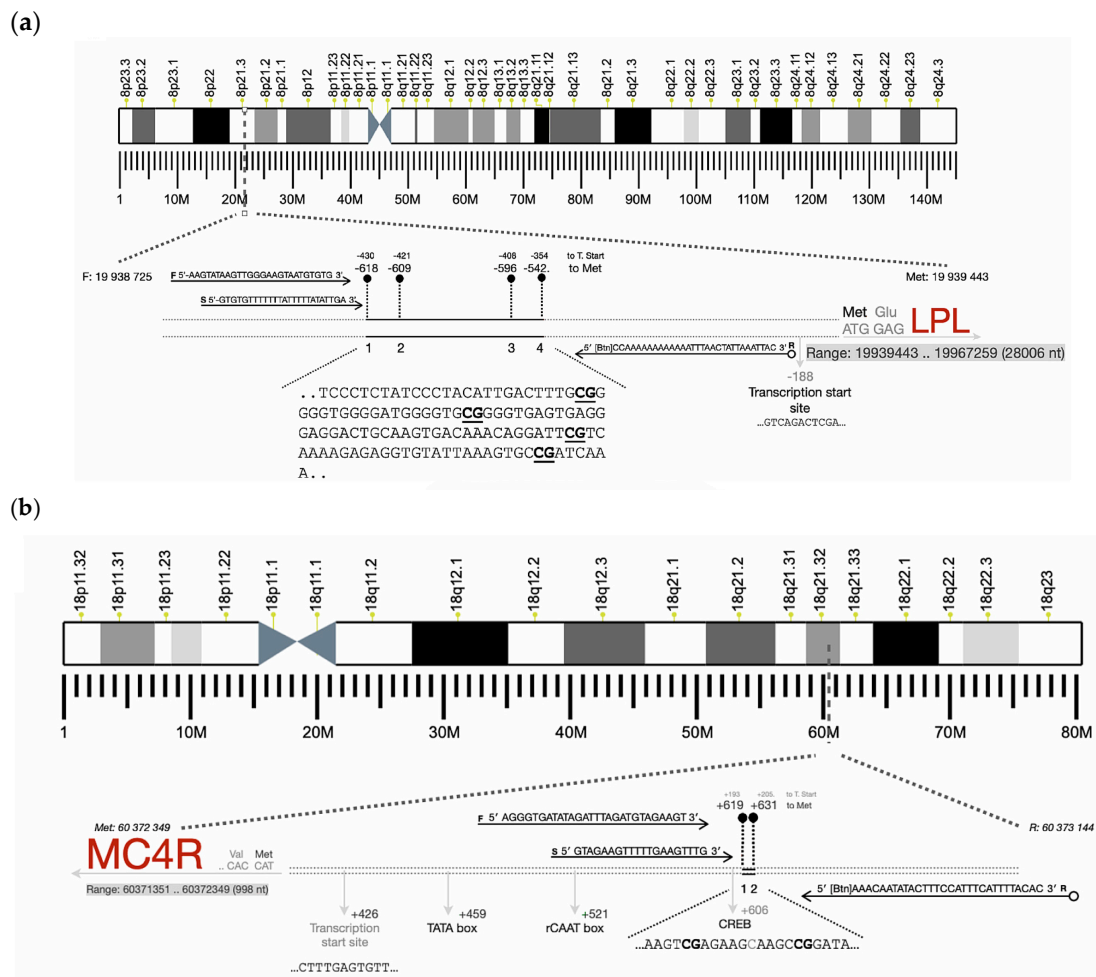 (a)
8p23.3 8p23.2 8p23.1 8p22 8p21.3 8p21.2 8p21.1 8p12 8p11.23 8p11.22 8p11.21 8p11.1 8q11.1 8q11.21 8q11.22 8q11.23 8q12.1 8q12.2 8q12.3 8q13.1 8q13.2 8q13.3 8q21.11 8q21.12 8q21.13 8q21.2 8q21.3 8q22.1 8q22.2 8q22.3 8q23.1 8q23.2 8q23.3 8q24.11 8q24.12 8q24.13 8q24.21 8q24.22 8q24.23 8q24.3
1 10M 20M 30M 40M 50M 60M 70M 80M 90M 100M 110M 120M 130M 140M
-430 -421 -408 -354 to T. Start
-618 -609 -596 -542. to Met
F: 19 938 725
Met: 19 939 443
F 5'-AAGTATAAGTTGGGAAGTAATGTGTG 3'
S 5'-GTGTGTTTTTTTATTTTTATATTGA 3'
Met Glu
ATG GAG
LPL
1 2 3 4
5' [Btn]CCAAAAAAAAAAAATTTAACTATTAAATTAC 3' R
Range: 19939443 .. 19967259 (28006 nt)
-188
Transcription start
site
...GTCAGACTCGA...
..TCCCTCTATCCCTACATTGACTTTGCGG
GGGTGGGGATGGGGTGCGGGGTGAGTGAGG
GAGGACTGCAAGTGACAAACAGGATTCGTC
AAAAGAGAGGTGTATTAAAGTGCCGATCAA
A..
(b)
18p11.32 18p11.31 18p11.23 18p11.22 18p11.1 18q11.1 18q11.2 18q12.1 18q12.2 18q12.3 18q21.1 18q21.2 18q21.31 18q21.32 18q21.33 18q22.1 18q22.2 18q22.3 18q23
1 10M 20M 30M 40M 50M 60M 70M 80M
+193 +205. to T. Start
+619 +631 to Met
Met: 60 372 349
R: 60 373 144
F 5' AGGGTGATATAGATTTAGATGTAGAAGT 3'
S 5' GTAGAAGTTTTTGAAGTTTG 3'
MC4R
Val Met
.. CAC CAT
Range: 60371351 .. 60372349 (998 nt)
1 2
5' [Btn]AAACAATATACTTTCCATTTCATTTTACAC 3' R
+426
Transcription
start site
...CTTTGAGTGTT...
+459
TATA box
+521
rCAAT box
+606
CREB
...AAGTCGAGAAGCAAGCCGGATA...